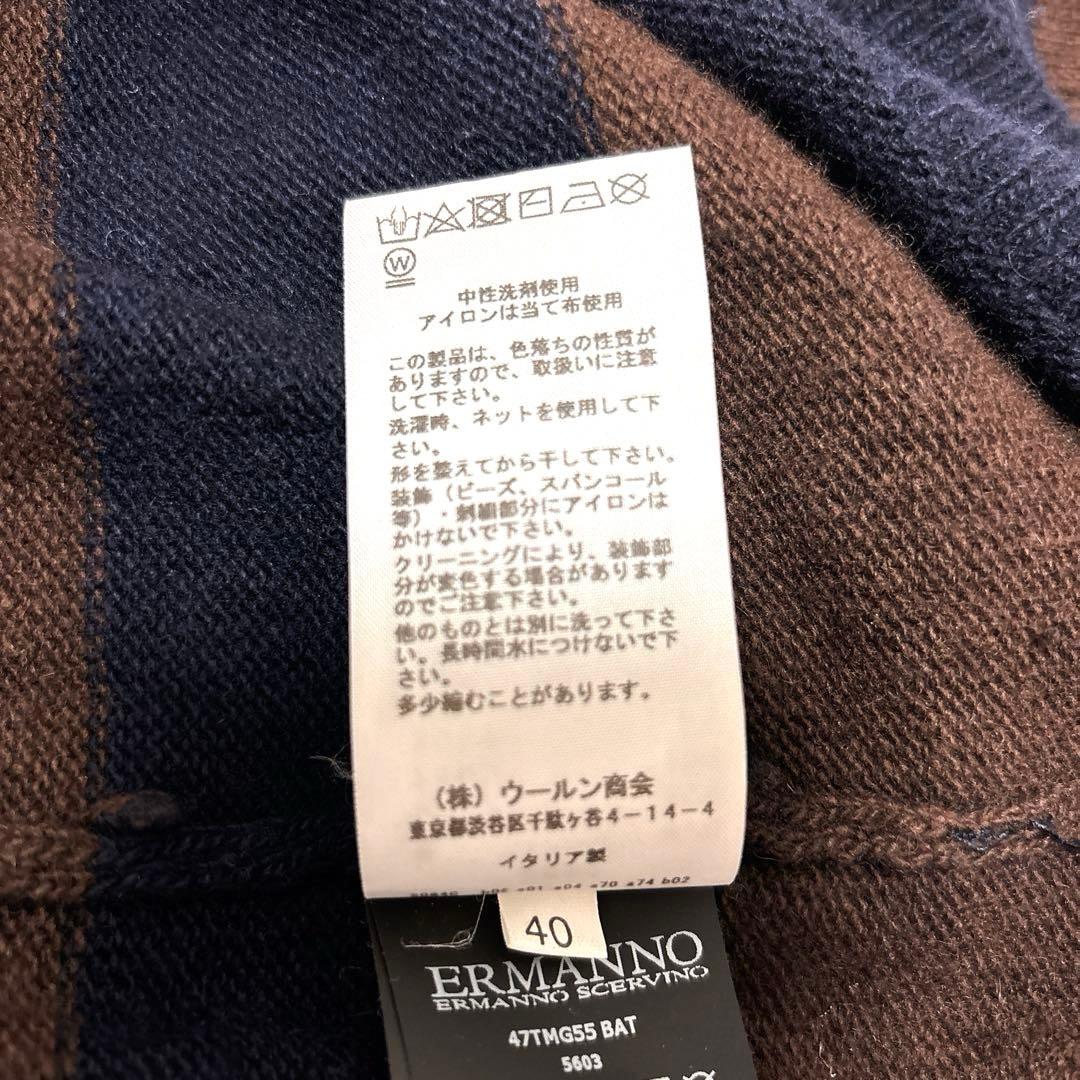 W
中性洗剤使用
アイロンは当て布使用
この製品は、色落ちの性質が
ありますので、取扱いに注意
して下さい。
洗濯時、ネットを使用して下
さい。
形を整えてから干して下さい。
装飾（ビーズ、スパンコール
等）・刺繍部分にアイロンは
かけないで下さい。
クリーニングにより、装飾部
分が変色する場合があります
のでご注意下さい。
他のものとは別に洗って下さ
い。長時間水につけないで下
さい。
多少縮むことがあります。
（株）ウールン商会
東京都渋谷区千駄ケ谷4－14－4
イタリア製
a01 a04 a70 a74 b02
40
ERMANNO
ERMANNO SCERVINO
47TMG55 BAT
5603